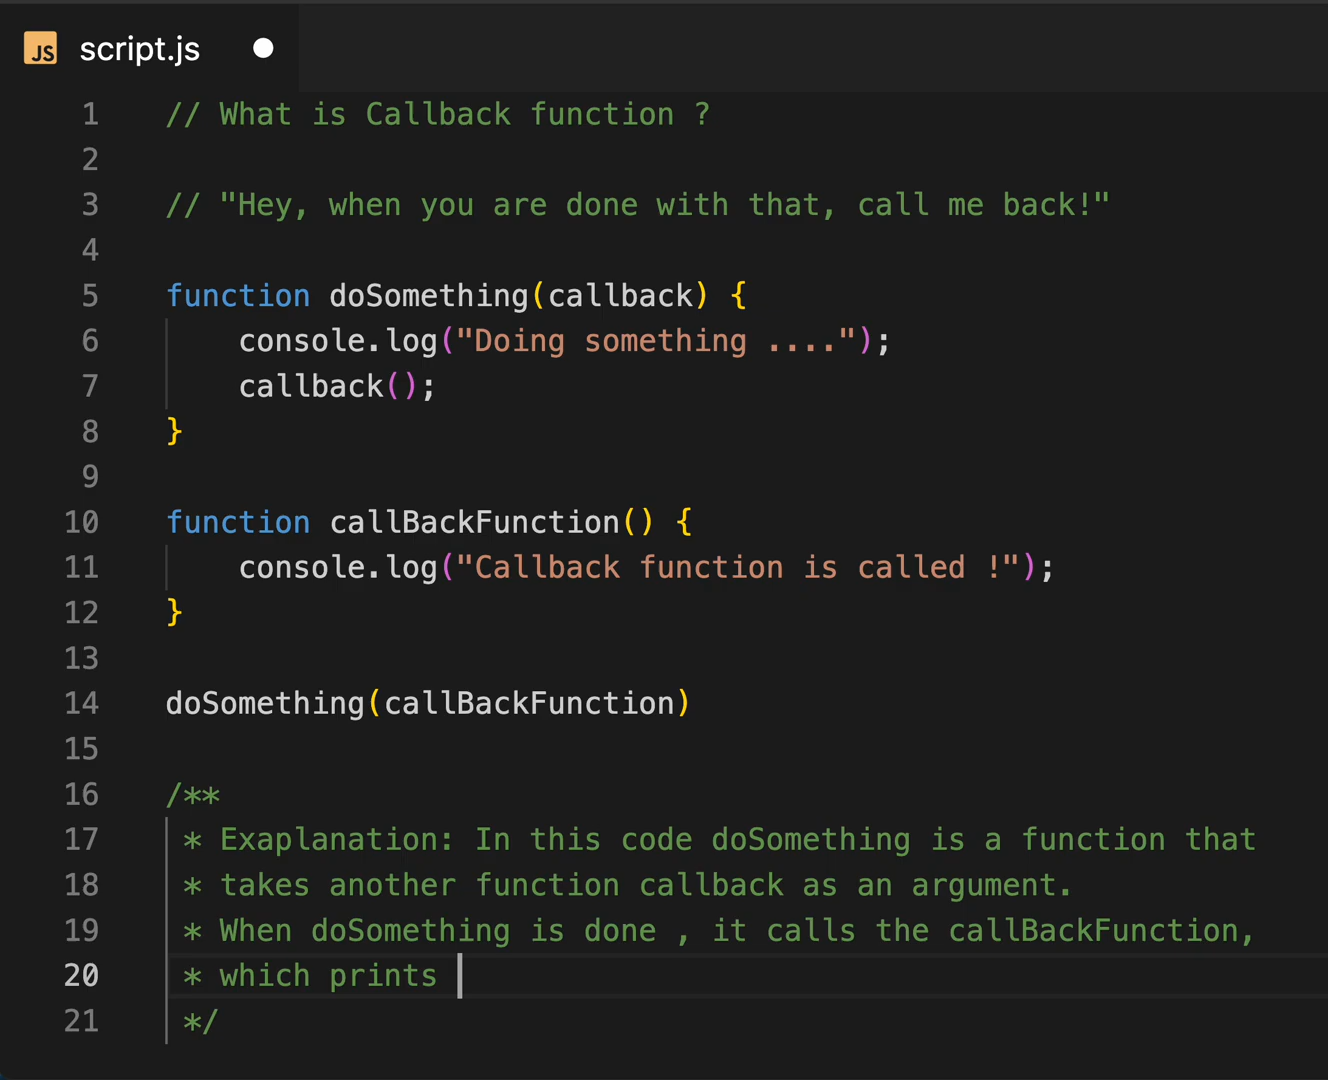 JS script.js
1 // What is Callback function ?
2
3 // "Hey, when you are done with that, call me back!"
4
5 function doSomething(callback) {
6     console.log("Doing something ....");
7     callback();
8 }
9
10 function callBackFunction() {
11     console.log("Callback function is called !");
12 }
13
14 doSomething(callBackFunction)
15
16 /**
17  * Exaplanation: In this code doSomething is a function that
18  * takes another function callback as an argument.
19  * When doSomething is done , it calls the callBackFunction,
20  * which prints
21  */